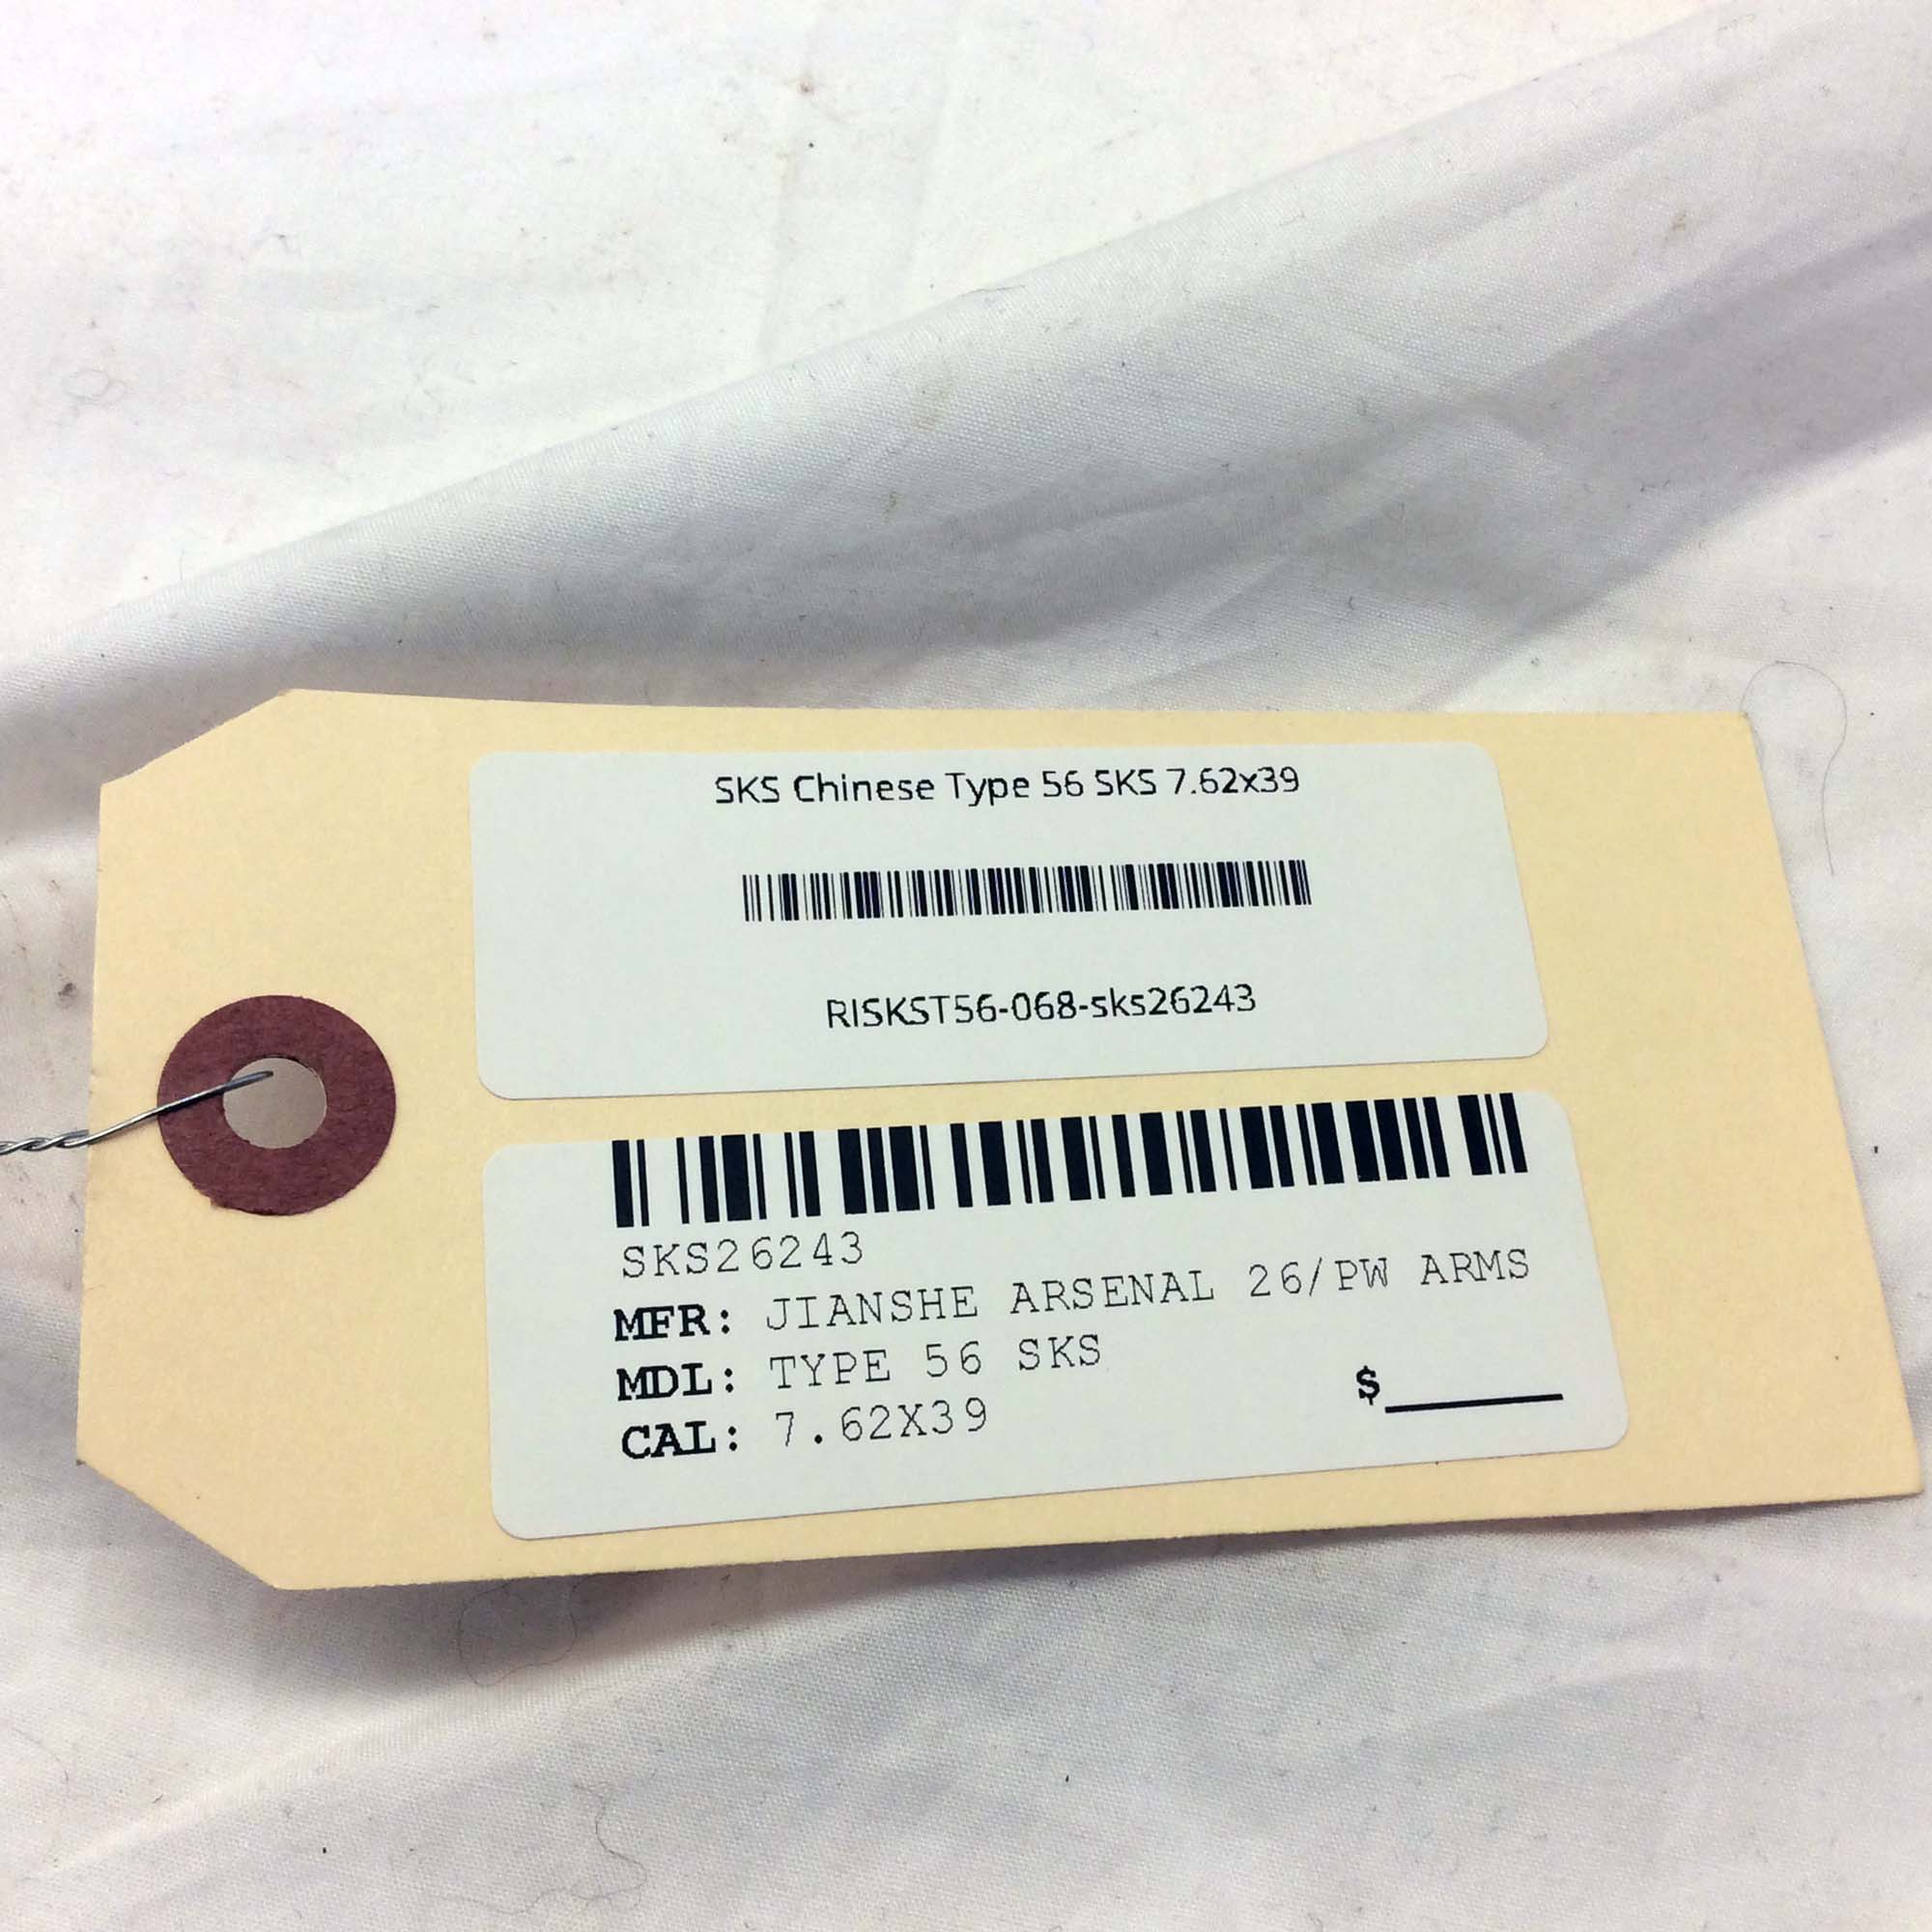 SKS Chinese Type 56 SKS 7.62x39
RISKST56-068-sks26243
SKS26243
MFR: JIANSHE ARSENAL 26/PW ARMS
MDL: TYPE 56 SKS
$
CAL: 7.62X39